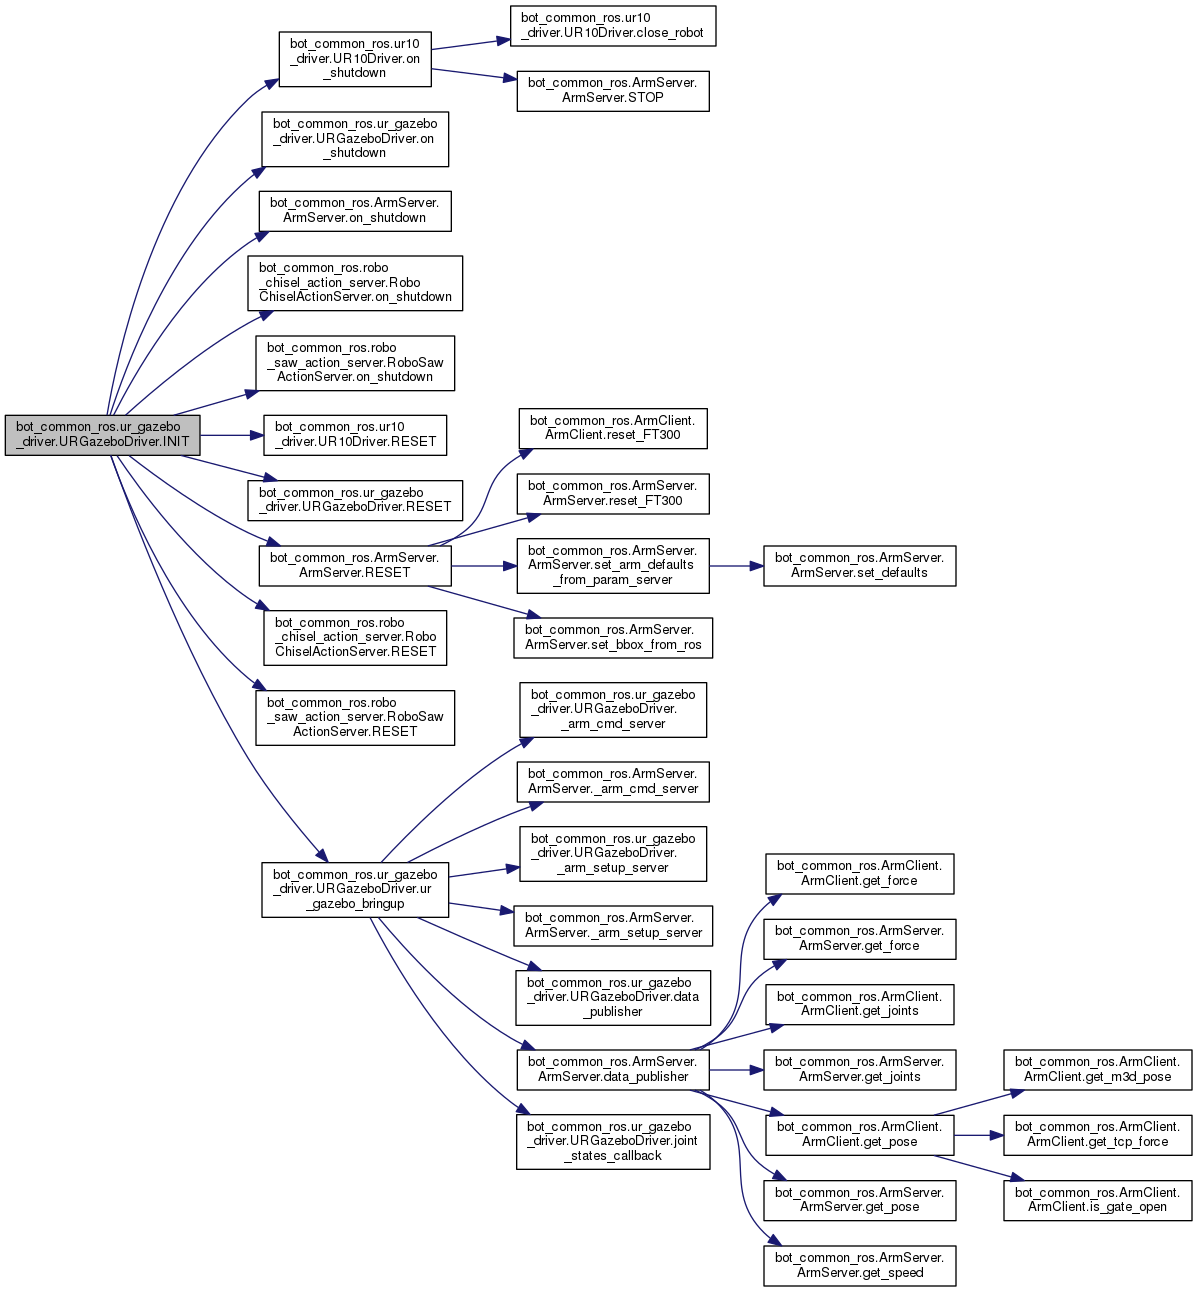 bot_common_ros.ur_gazebo
_driver.URGazeboDriver.INIT
bot_common_ros.ur10
_driver.UR10Driver.on
_shutdown
bot_common_ros.ur10
_driver.UR10Driver.close_robot
bot_common_ros.ArmServer.
ArmServer.STOP
bot_common_ros.ur_gazebo
_driver.URGazeboDriver.on
_shutdown
bot_common_ros.ArmServer.
ArmServer.on_shutdown
bot_common_ros.robo
_chisel_action_server.Robo
ChiselActionServer.on_shutdown
bot_common_ros.robo
_saw_action_server.RoboSaw
ActionServer.on_shutdown
bot_common_ros.ur10
_driver.UR10Driver.RESET
bot_common_ros.ur_gazebo
_driver.URGazeboDriver.RESET
bot_common_ros.ArmServer.
ArmServer.RESET
bot_common_ros.ArmClient.
ArmClient.reset_FT300
bot_common_ros.ArmServer.
ArmServer.reset_FT300
bot_common_ros.ArmServer.
ArmServer.set_arm_defaults
_from_param_server
bot_common_ros.ArmServer.
ArmServer.set_defaults
bot_common_ros.ArmServer.
ArmServer.set_bbox_from_ros
bot_common_ros.robo
_chisel_action_server.Robo
ChiselActionServer.RESET
bot_common_ros.robo
_saw_action_server.RoboSaw
ActionServer.RESET
bot_common_ros.ur_gazebo
_driver.URGazeboDriver.ur
_gazebo_bringup
bot_common_ros.ur_gazebo
_driver.URGazeboDriver.
_arm_cmd_server
bot_common_ros.ArmServer.
ArmServer._arm_cmd_server
bot_common_ros.ur_gazebo
_driver.URGazeboDriver.
_arm_setup_server
bot_common_ros.ArmServer.
ArmServer._arm_setup_server
bot_common_ros.ur_gazebo
_driver.URGazeboDriver.data
_publisher
bot_common_ros.ArmServer.
ArmServer.data_publisher
bot_common_ros.ur_gazebo
_driver.URGazeboDriver.joint
_states_callback
bot_common_ros.ArmClient.
ArmClient.get_force
bot_common_ros.ArmServer.
ArmServer.get_force
bot_common_ros.ArmClient.
ArmClient.get_joints
bot_common_ros.ArmServer.
ArmServer.get_joints
bot_common_ros.ArmClient.
ArmClient.get_pose
bot_common_ros.ArmServer.
ArmServer.get_pose
bot_common_ros.ArmServer.
ArmServer.get_speed
bot_common_ros.ArmClient.
ArmClient.get_m3d_pose
bot_common_ros.ArmClient.
ArmClient.get_tcp_force
bot_common_ros.ArmClient.
ArmClient.is_gate_open